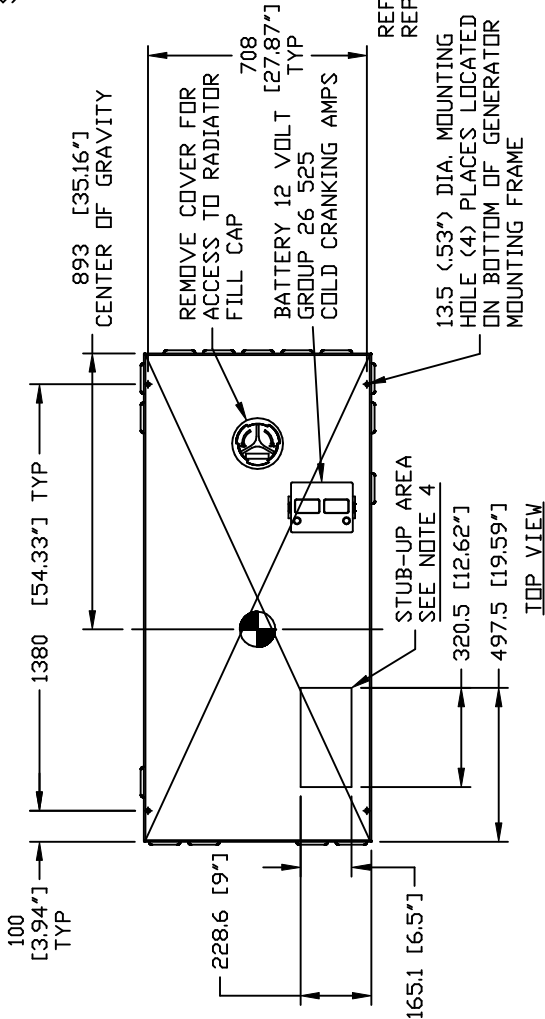 100
[3.94"]
TYP
1380 [54.33"] TYP
893 [35.16"]
CENTER OF GRAVITY
REMOVE COVER FOR
ACCESS TO RADIATOR
FILL CAP
708
[27.87"]
TYP
BATTERY 12 VOLT
GROUP 26 525
COLD CRANKING AMPS
REF
REP
13.5 (.53") DIA. MOUNTING
HOLE (4) PLACES LOCATED
ON BOTTOM OF GENERATOR
MOUNTING FRAME
228.6 [9"]
165.1 [6.5"]
STUB-UP AREA
SEE NOTE 4
320.5 [12.62"]
497.5 [19.59"]
TOP VIEW